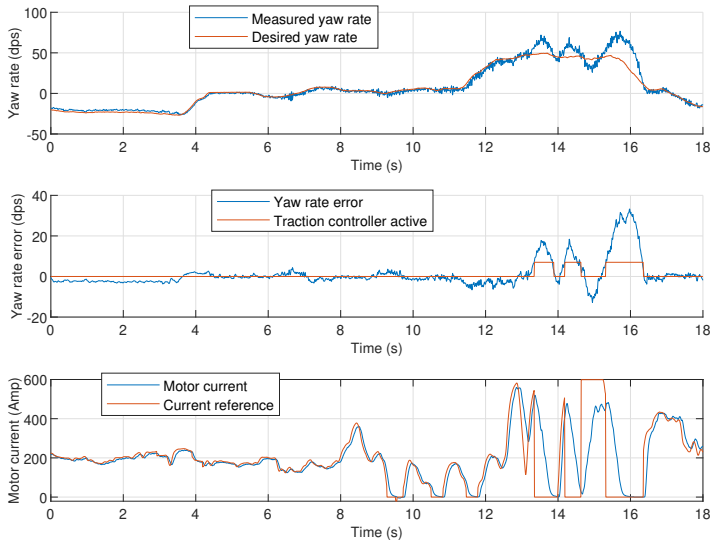 100
50
0
-50
Yaw rate (dps)
Measured yaw rate
Desired yaw rate
0 2 4 6 8 10 12 14 16 18
Time (s)
40
20
0
-20
Yaw rate error (dps)
Yaw rate error
Traction controller active
0 2 4 6 8 10 12 14 16 18
Time (s)
600
400
200
0
Motor current (Amp)
Motor current
Current reference
0 2 4 6 8 10 12 14 16 18
Time (s)